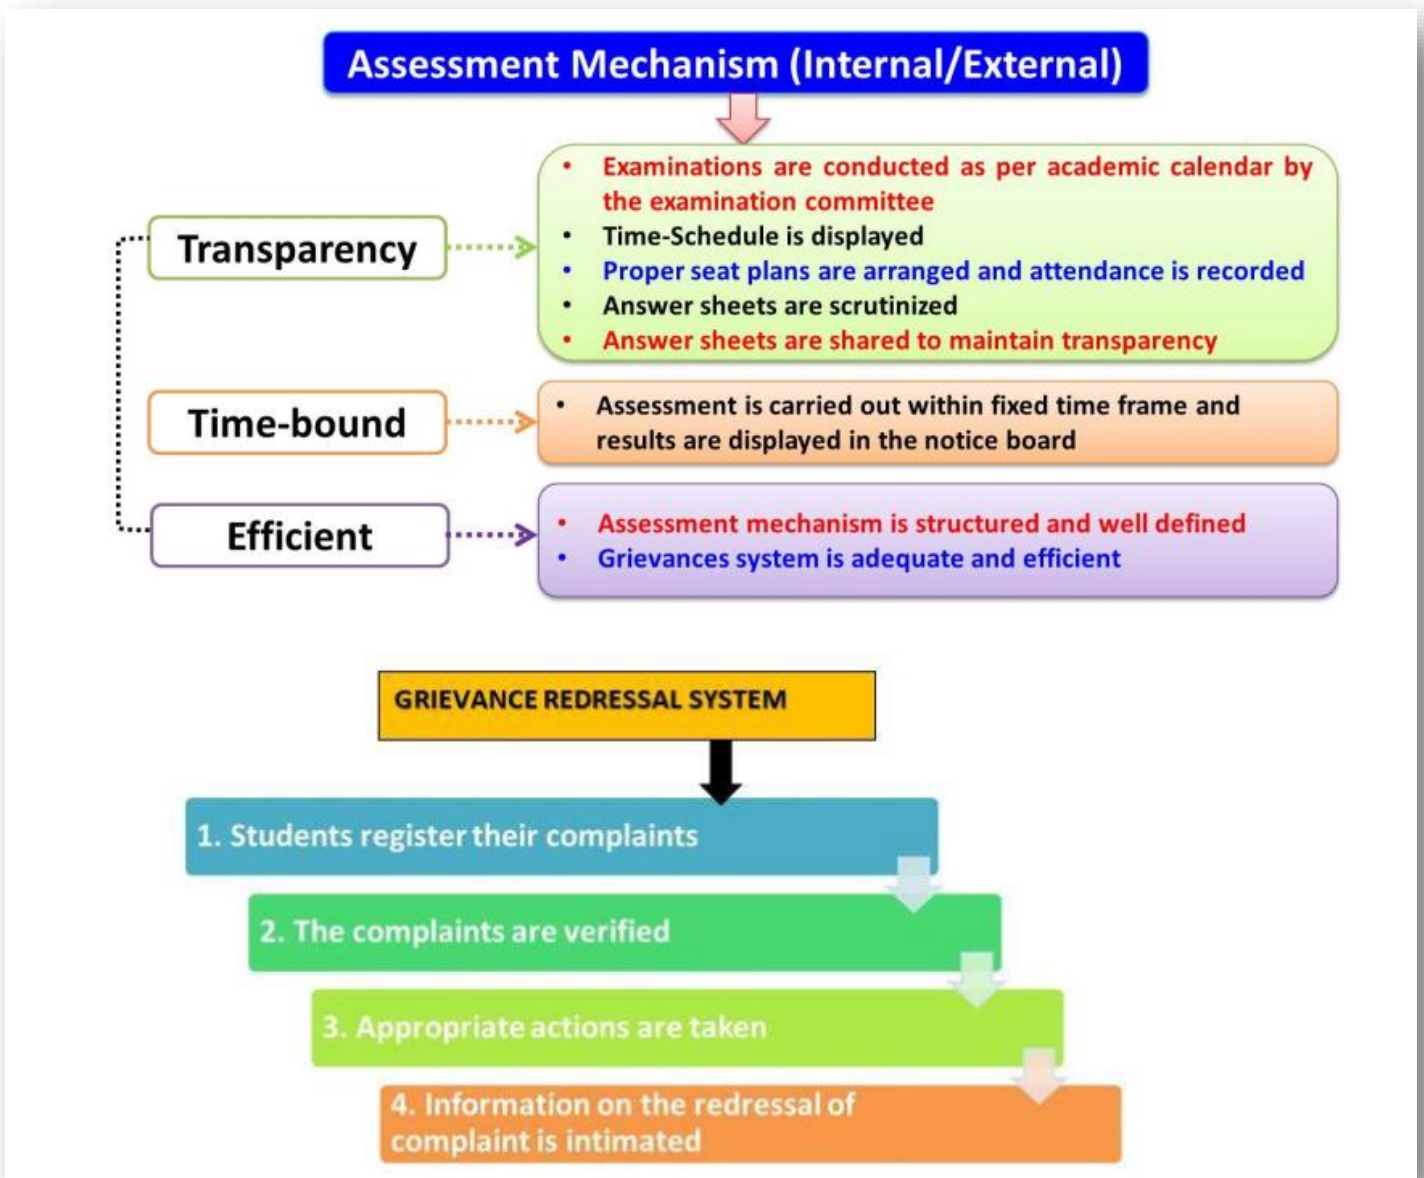 Assessment Mechanism (Internal/External)
Transparency
• Examinations are conducted as per academic calendar by
the examination committee
• Time-Schedule is displayed
• Proper seat plans are arranged and attendance is recorded
• Answer sheets are scrutinized
• Answer sheets are shared to maintain transparency
Time-bound
• Assessment is carried out within fixed time frame and
results are displayed in the notice board
Efficient
• Assessment mechanism is structured and well defined
• Grievances system is adequate and efficient
GRIEVANCE REDRESSAL SYSTEM
1. Students register their complaints
2. The complaints are verified
3. Appropriate actions are taken
4. Information on the redressal of
complaint is intimated